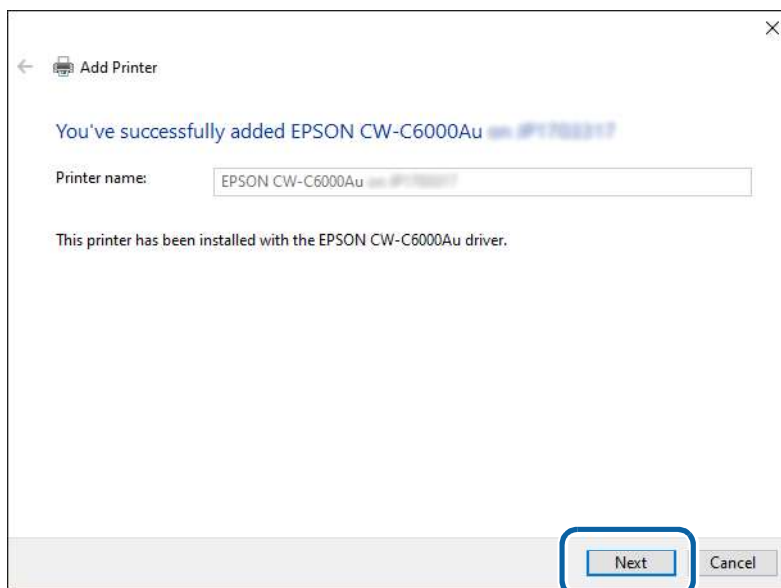 Add Printer
You've successfully added EPSON CW-C6000Au
Printer name:
EPSON CW-C6000Au
This printer has been installed with the EPSON CW-C6000Au driver.
Next
Cancel